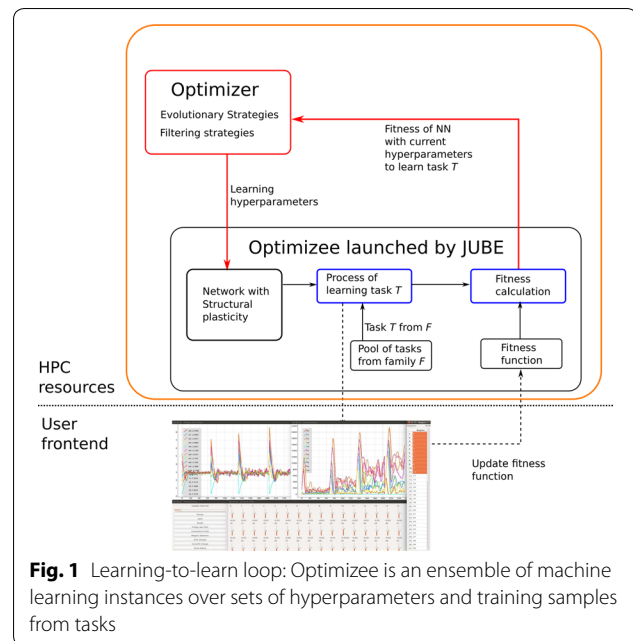 Optimizer
Evolutionary Strategies
Filtering strategies
Fitness of NN
with current
hyperparameters
to learn task T
Learning
hyperparameters
Optimizee launched by JUBE
Network with
Structural
plasticity
Process of
learning task T
Fitness
calculation
Task T from F
Pool of tasks
from family F
Fitness
function
HPC
resources
User
frontend
Update fitness
function
Fig. 1 Learning-to-learn loop: Optimizee is an ensemble of machine
learning instances over sets of hyperparameters and training samples
from tasks